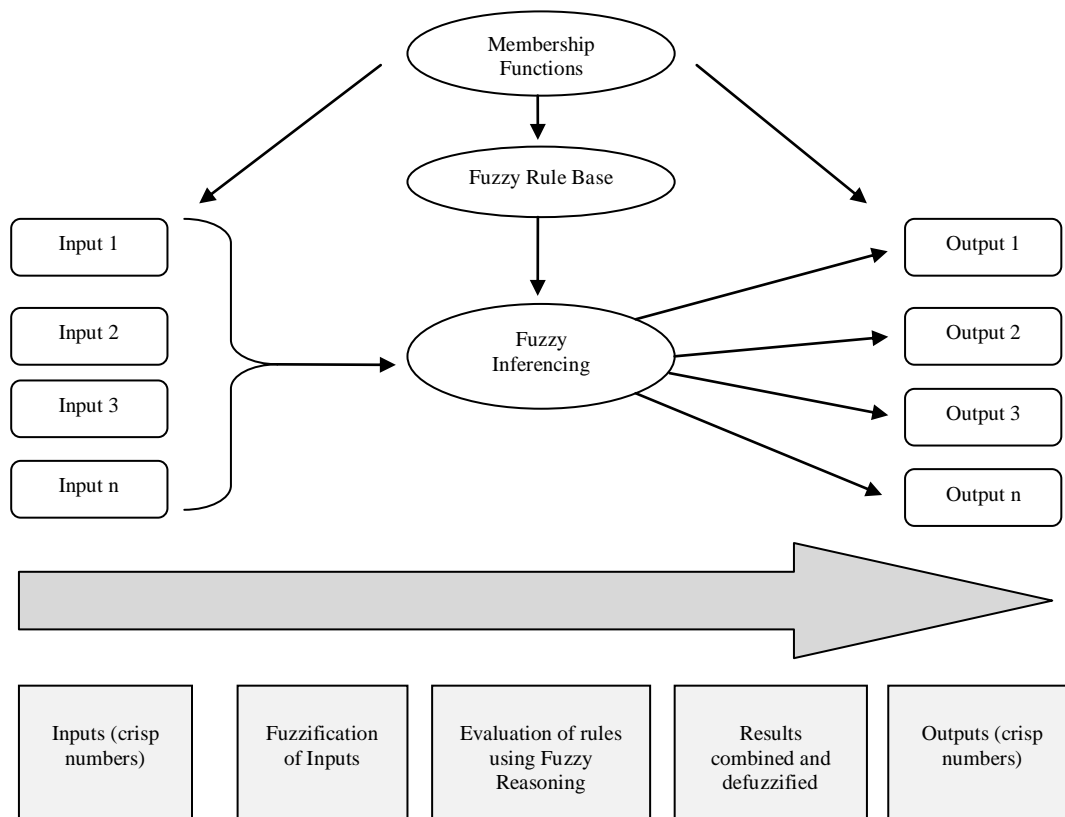 Membership
Functions
Fuzzy Rule Base
Input 1
Output 1
Input 2
Fuzzy
Inferencing
Output 2
Input 3
Output 3
Input n
Output n
Inputs (crisp
numbers)
Fuzzification
of Inputs
Evaluation of rules
using Fuzzy
Reasoning
Results
combined and
defuzzified
Outputs (crisp
numbers)